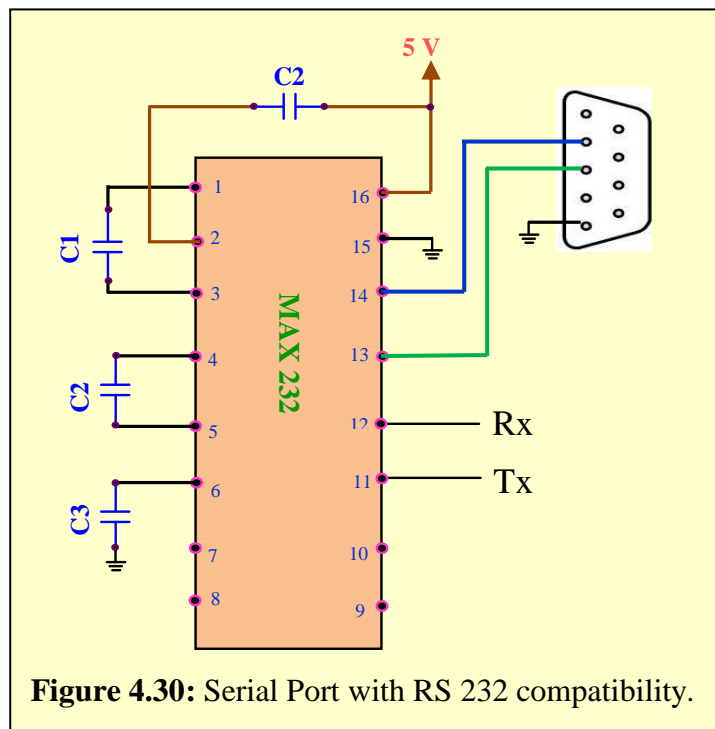 5 V
C2
1
16
2
15
C1
3
14
MAX 232
4
13
C2
5
12
Rx
6
11
Tx
C3
7
10
8
9
Figure 4.30: Serial Port with RS 232 compatibility.